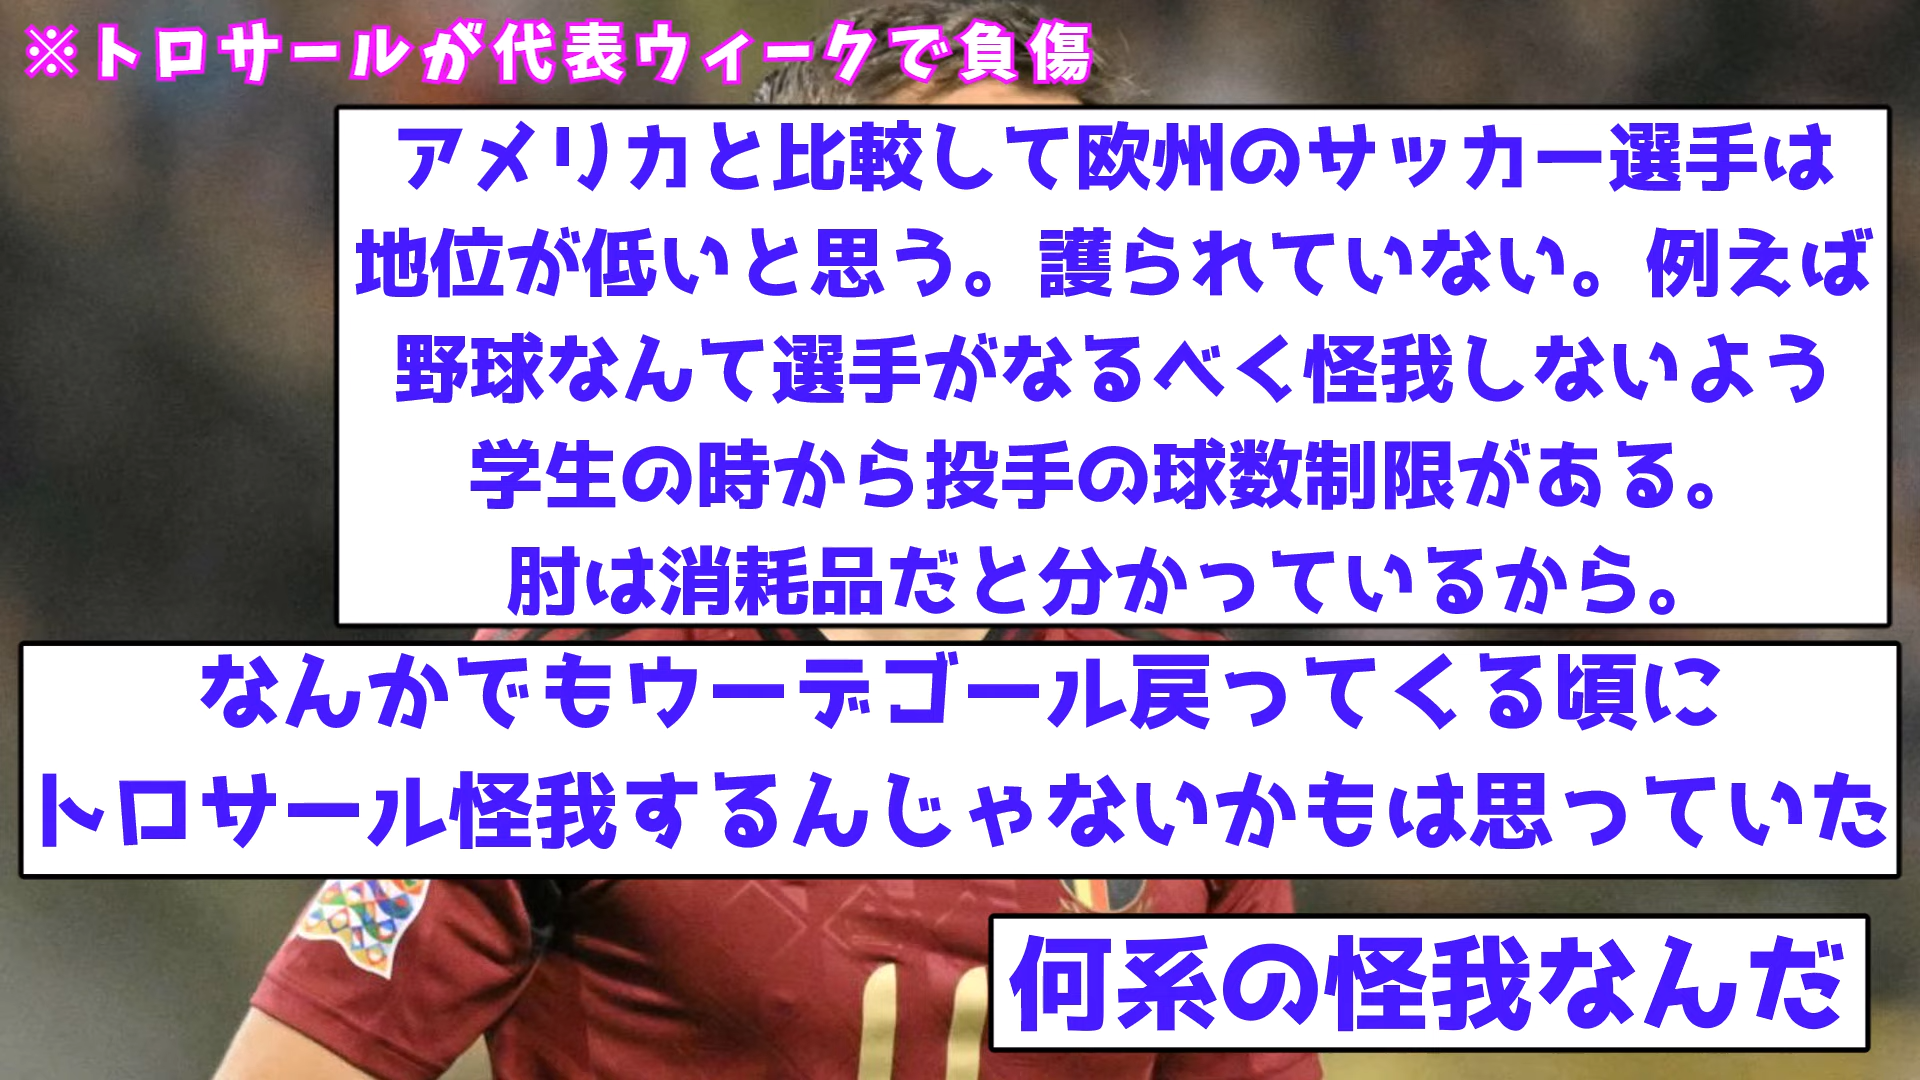 ※トロサールが代表ウィークで負傷
アメリカと比較して欧州のサッカー選手は
地位が低いと思う。護られていない。例えば
野球なんて選手がなるべく怪我しないよう
学生の時から投手の球数制限がある。
肘は消耗品だと分かっているから。
なんかでもウーデゴール戻ってくる頃に
トロサール怪我するんじゃないかもは思っていた
何系の怪我なんだ
11